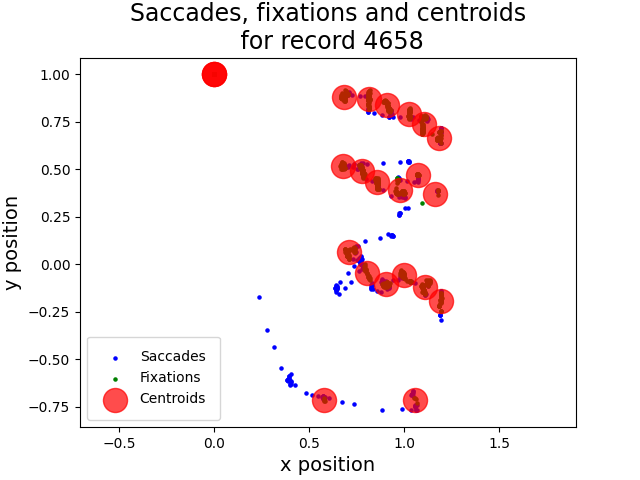 Saccades, fixations and centroids
for record 4658
1.00
0.75
0.50
0.25
0.00
−0.25
−0.50
−0.75
y position
Saccades
Fixations
Centroids
−0.5
0.0
0.5
1.0
1.5
x position